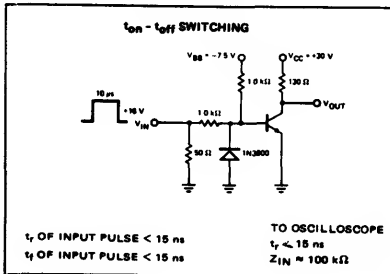 ton - toff SWITCHING
VBB = -7.5 V
VCC = +30 V
10 µs
+16 V
1.0 kΩ
130 Ω
VOUT
VIN
1.0 kΩ
50 Ω
1N3800
tr OF INPUT PULSE < 15 ns
tf OF INPUT PULSE < 15 ns
TO OSCILLOSCOPE
tr < 15 ns
ZIN ≈ 100 kΩ